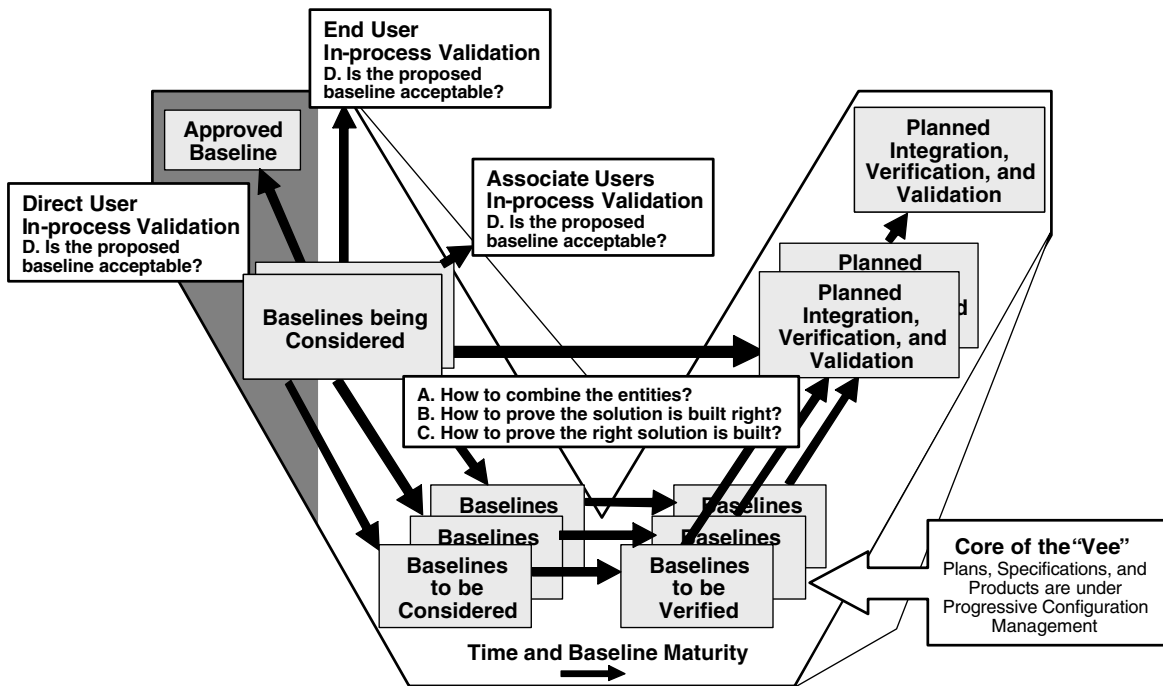 End User
In-process Validation
D. Is the proposed
baseline acceptable?
Approved
Baseline
Planned
Integration,
Verification, and
Validation
Direct User
In-process Validation
D. Is the proposed
baseline acceptable?
Associate Users
In-process Validation
D. Is the proposed
baseline acceptable?
Planned
Baselines being
Considered
Planned
Integration,
Verification, and
Validation
A. How to combine the entities?
B. How to prove the solution is built right?
C. How to prove the right solution is built?
Baselines
Baselines
Baselines
to be
Considered
Baselines
Baselines
Baselines
to be
Verified
Core of the “Vee”
Plans, Specifications, and
Products are under
Progressive Configuration
Management
Time and Baseline Maturity